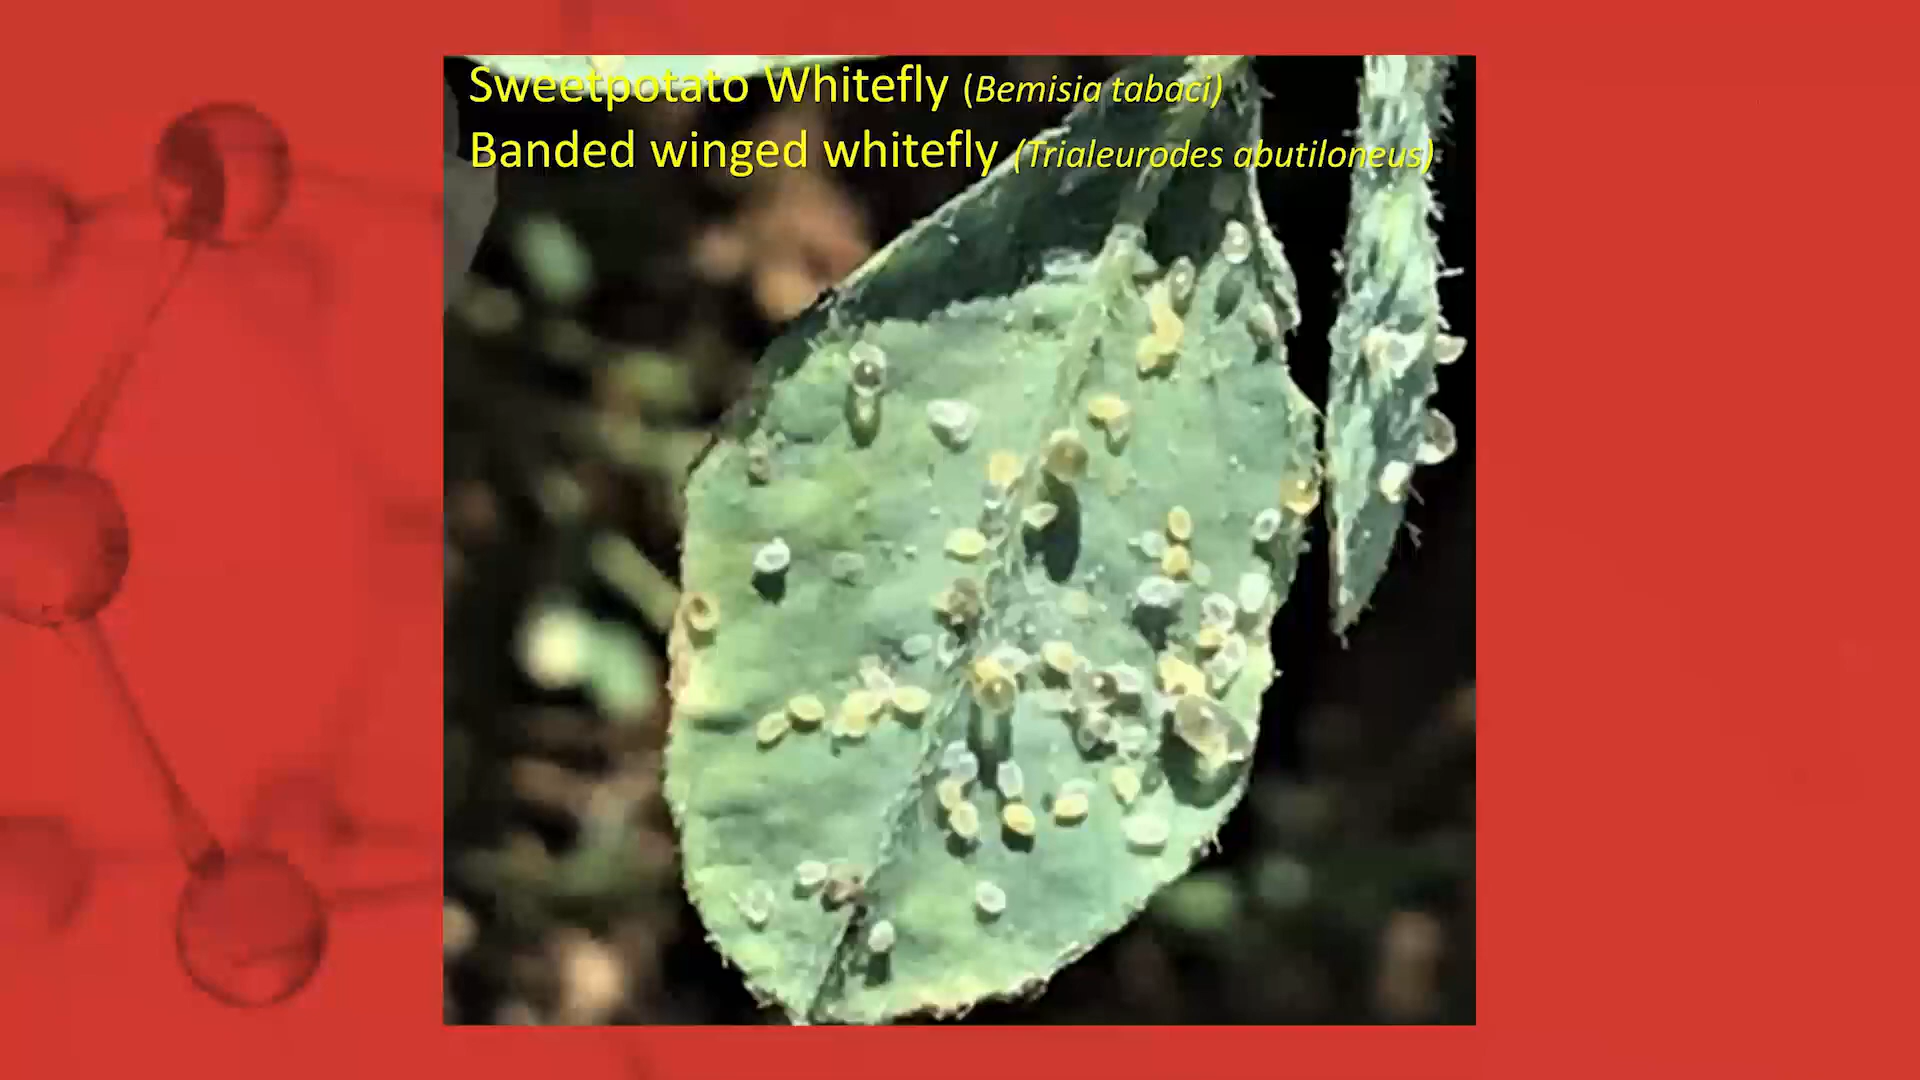 Sweetpotato Whitefly (Bemisia tabaci)
Banded winged whitefly (Trialeurodes abutiloneus)